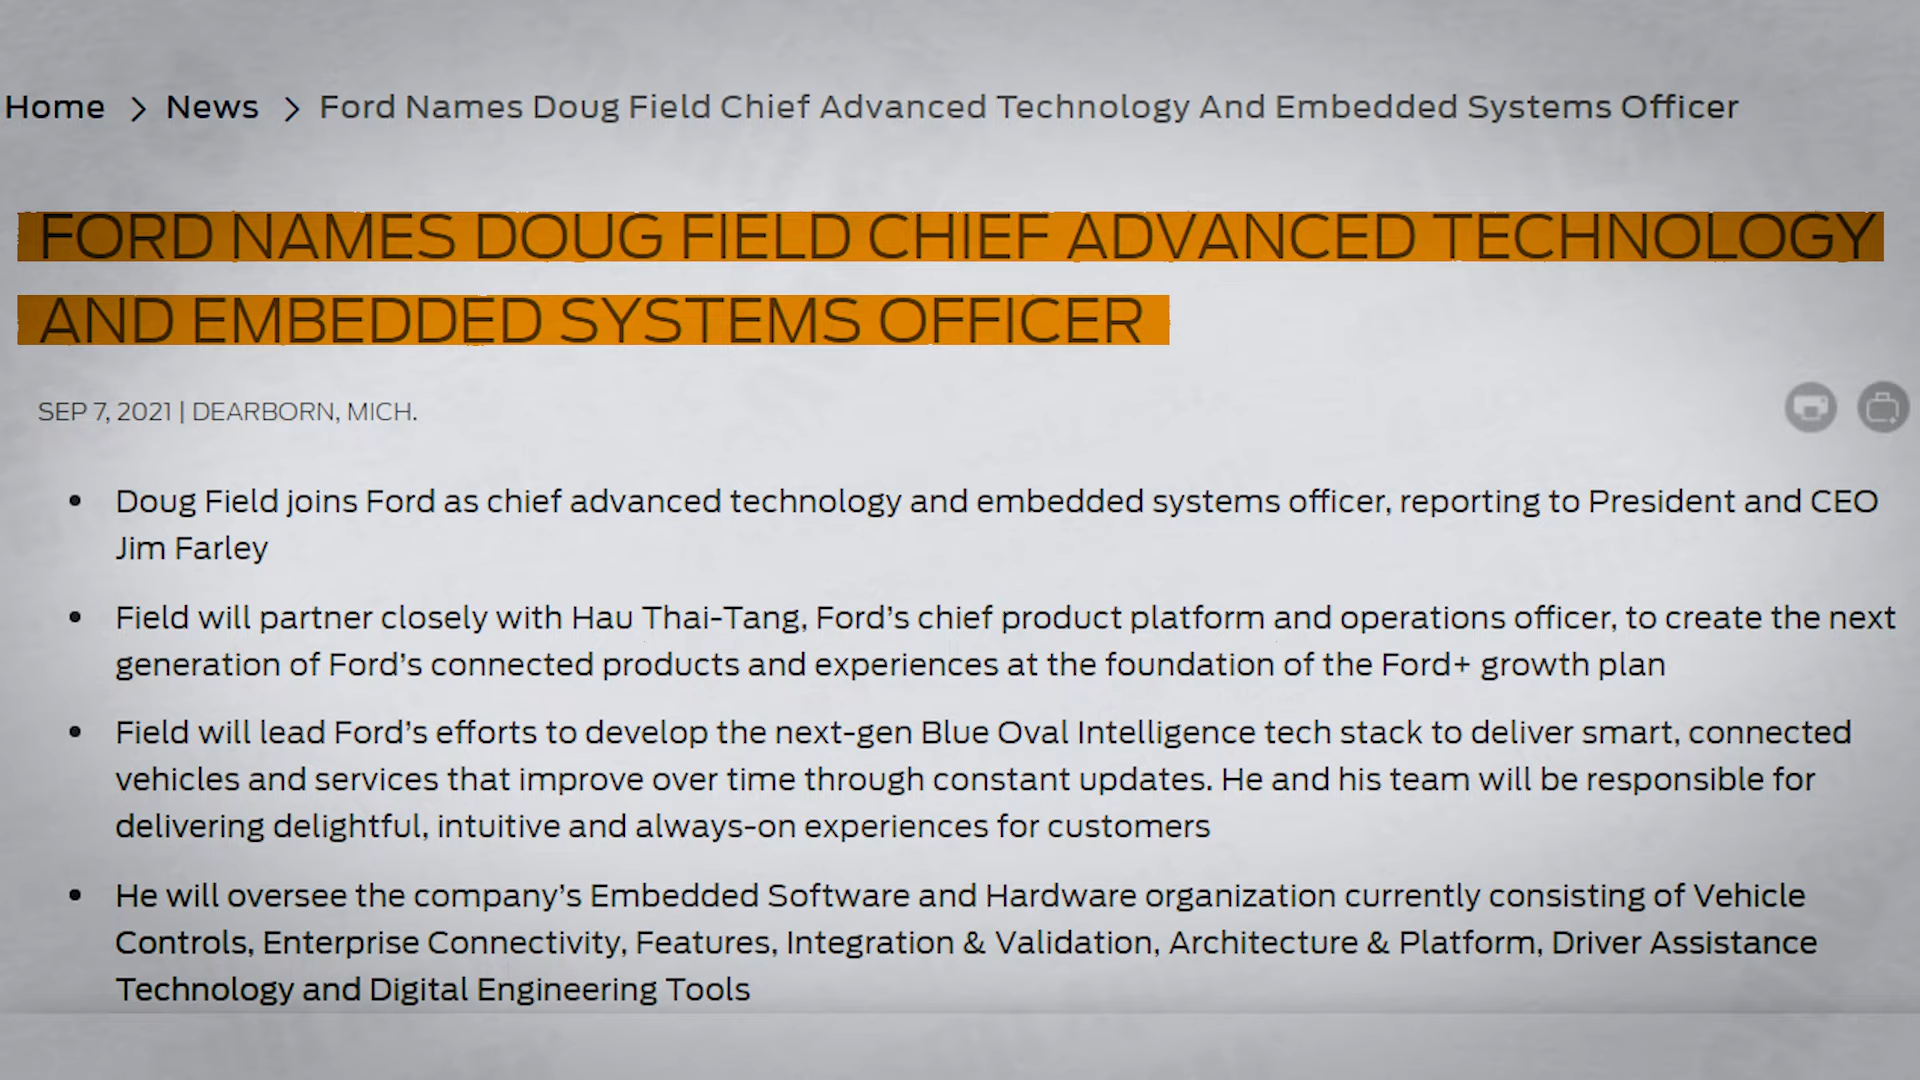 Home > News > Ford Names Doug Field Chief Advanced Technology And Embedded Systems Officer
FORD NAMES DOUG FIELD CHIEF ADVANCED TECHNOLOGY
AND EMBEDDED SYSTEMS OFFICER
SEP 7, 2021 | DEARBORN, MICH.
• Doug Field joins Ford as chief advanced technology and embedded systems officer, reporting to President and CEO
Jim Farley
• Field will partner closely with Hau Thai-Tang, Ford’s chief product platform and operations officer, to create the next
generation of Ford’s connected products and experiences at the foundation of the Ford+ growth plan
• Field will lead Ford’s efforts to develop the next-gen Blue Oval Intelligence tech stack to deliver smart, connected
vehicles and services that improve over time through constant updates. He and his team will be responsible for
delivering delightful, intuitive and always-on experiences for customers
• He will oversee the company’s Embedded Software and Hardware organization currently consisting of Vehicle
Controls, Enterprise Connectivity, Features, Integration & Validation, Architecture & Platform, Driver Assistance
Technology and Digital Engineering Tools